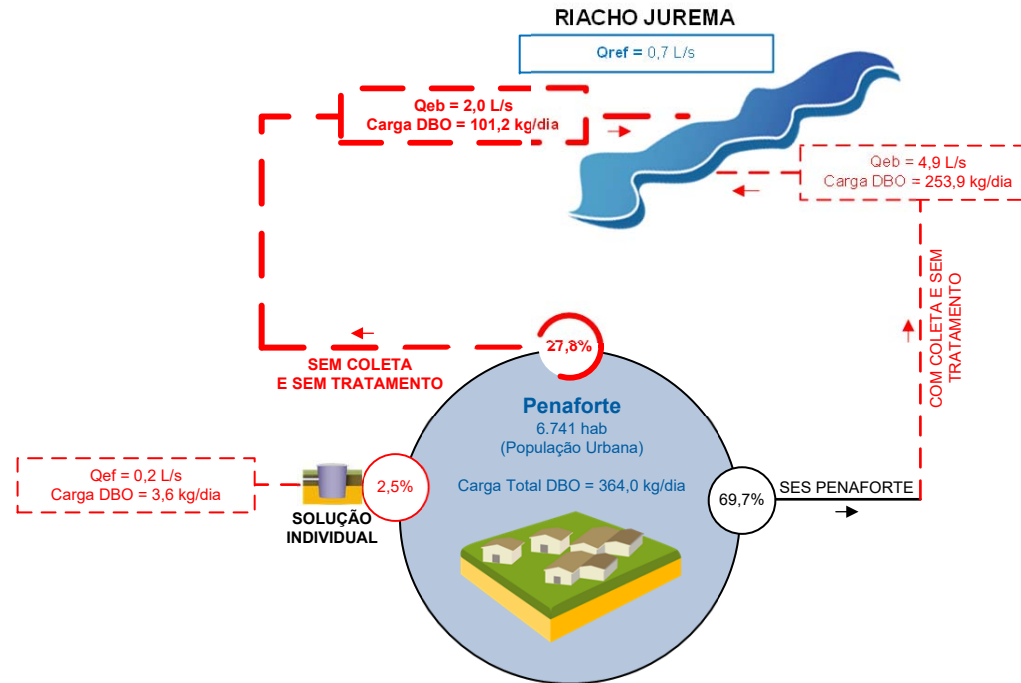 RIACHO JUREMA
Qref = 0,7 L/s
Qeb = 2,0 L/s
Carga DBO = 101,2 kg/dia
Qeb = 4,9 L/s
Carga DBO = 253,9 kg/dia
COM COLETA E SEM
TRATAMENTO
27,8%
SEM COLETA
E SEM TRATAMENTO
Penaforte
6.741 hab
(População Urbana)
Carga Total DBO = 364,0 kg/dia
Qef = 0,2 L/s
Carga DBO = 3,6 kg/dia
2,5%
SOLUÇÃO
INDIVIDUAL
69,7%
SES PENAFORTE